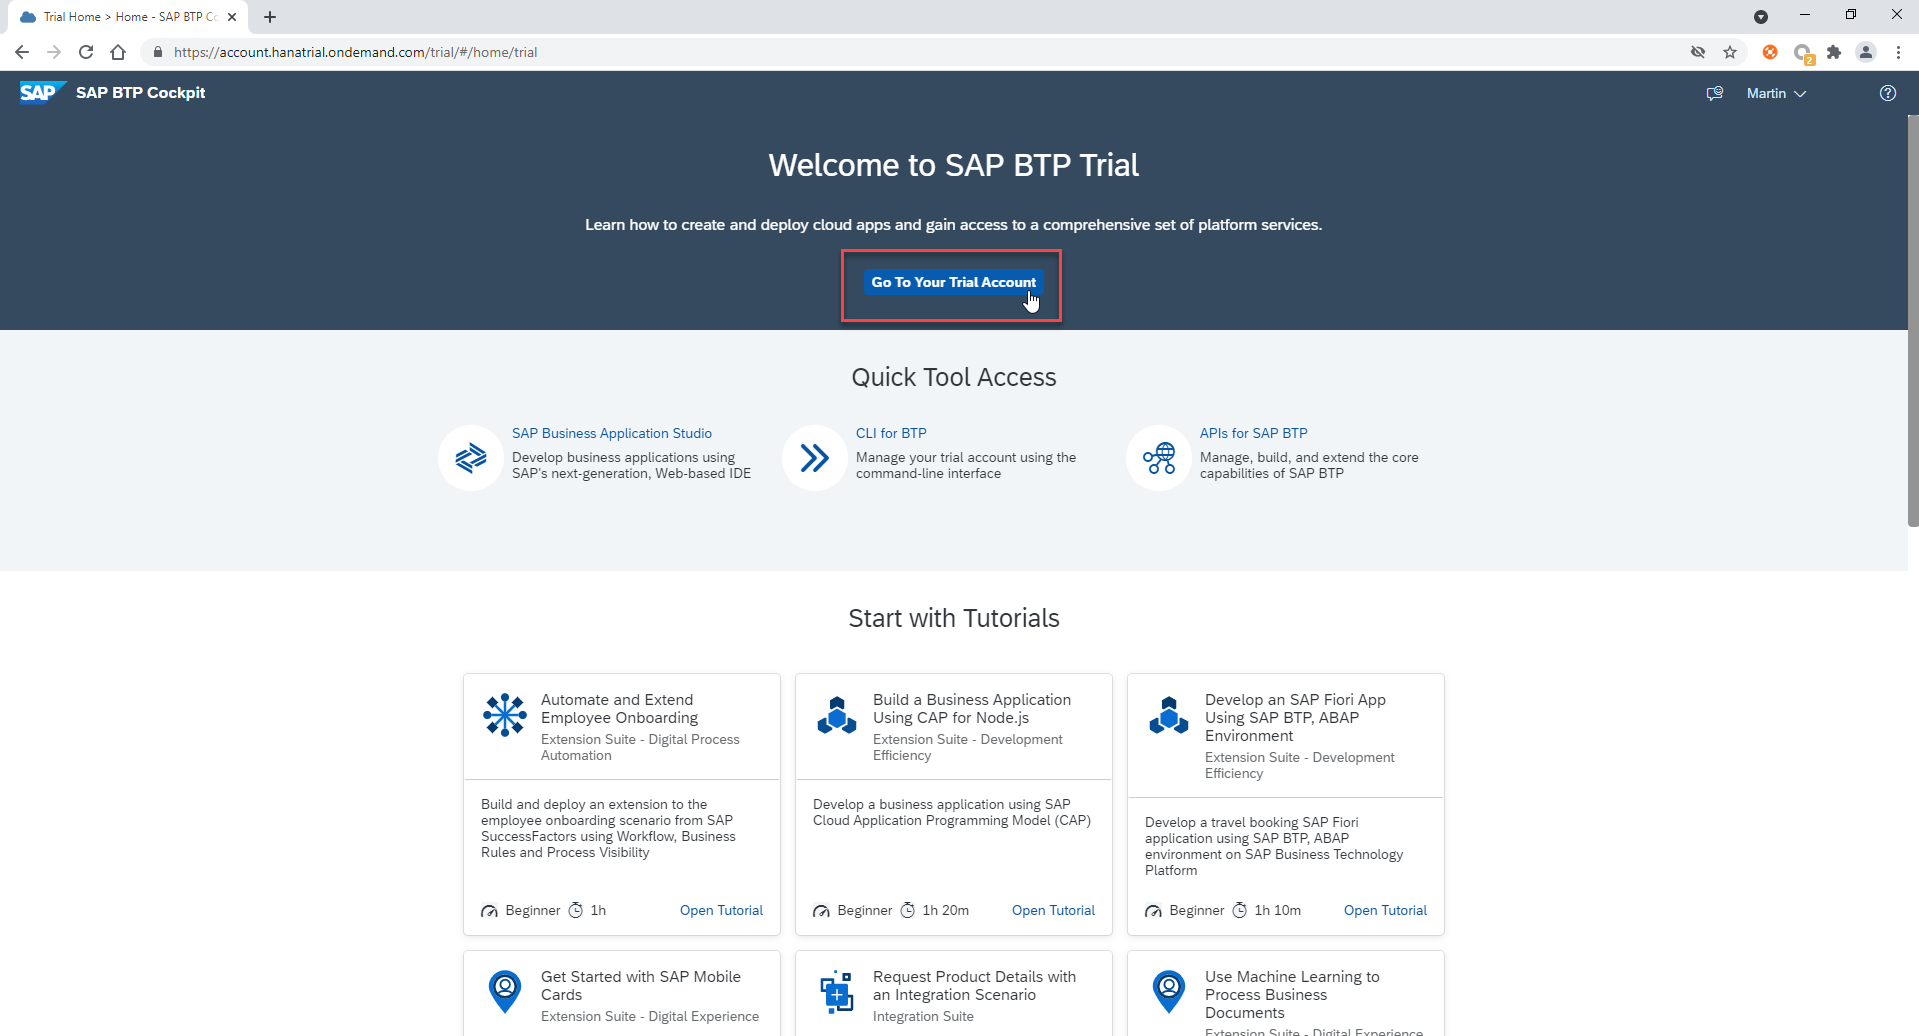 Trial Home > Home - SAP BTP Co
https://account.hanatrial.ondemand.com/trial/#/home/trial
2
SAP SAP BTP Cockpit
Martin
Welcome to SAP BTP Trial
Learn how to create and deploy cloud apps and gain access to a comprehensive set of platform services.
Go To Your Trial Account
Quick Tool Access
SAP Business Application Studio
Develop business applications using
SAP's next-generation, Web-based IDE
CLI for BTP
Manage your trial account using the
command-line interface
APIs for SAP BTP
Manage, build, and extend the core
capabilities of SAP BTP
Start with Tutorials
Automate and Extend
Employee Onboarding
Extension Suite - Digital Process
Automation
Build and deploy an extension to the
employee onboarding scenario from SAP
SuccessFactors using Workflow, Business
Rules and Process Visibility
Beginner 1h Open Tutorial
Build a Business Application
Using CAP for Node.js
Extension Suite - Development
Efficiency
Develop a business application using SAP
Cloud Application Programming Model (CAP)
Beginner 1h 20m Open Tutorial
Develop an SAP Fiori App
Using SAP BTP, ABAP
Environment
Extension Suite - Development
Efficiency
Develop a travel booking SAP Fiori
application using SAP BTP, ABAP
environment on SAP Business Technology
Platform
Beginner 1h 10m Open Tutorial
Get Started with SAP Mobile
Cards
Extension Suite - Digital Experience
Request Product Details with
an Integration Scenario
Integration Suite
Use Machine Learning to
Process Business
Documents
Extension Suite - Digital Experience